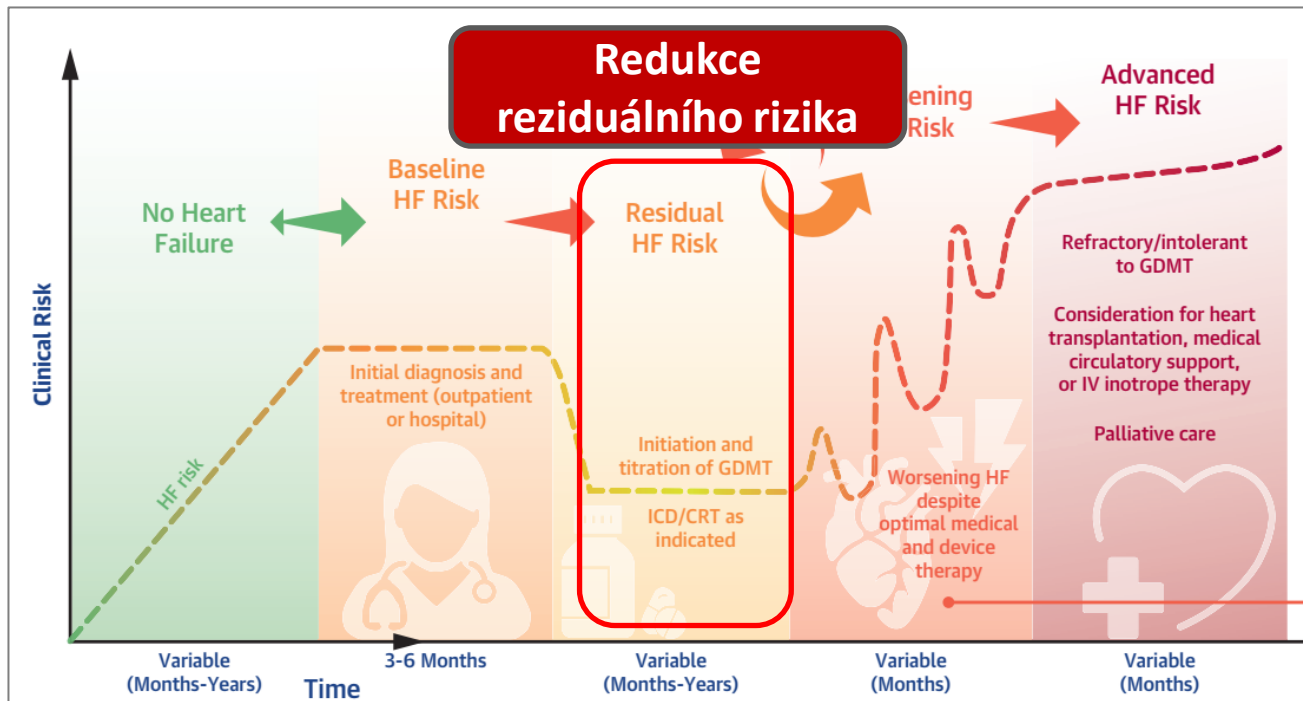 Redukce
reziduálního rizika
ening
Risk
Advanced
HF Risk
Baseline
HF Risk
No Heart
Failure
Residual
HF Risk
Clinical Risk
HF risk
Initial diagnosis and
treatment (outpatient
or hospital)
Initiation and
titration of GDMT
ICD/CRT as
indicated
Worsening HF
despite
optimal medical
and device
therapy
Refractory/intolerant
to GDMT
Consideration for heart
transplantation, medical
circulatory support,
or IV inotrope therapy
Palliative care
Variable
(Months-Years)
Time
3-6 Months
Variable
(Months-Years)
Variable
(Months)
Variable
(Months)